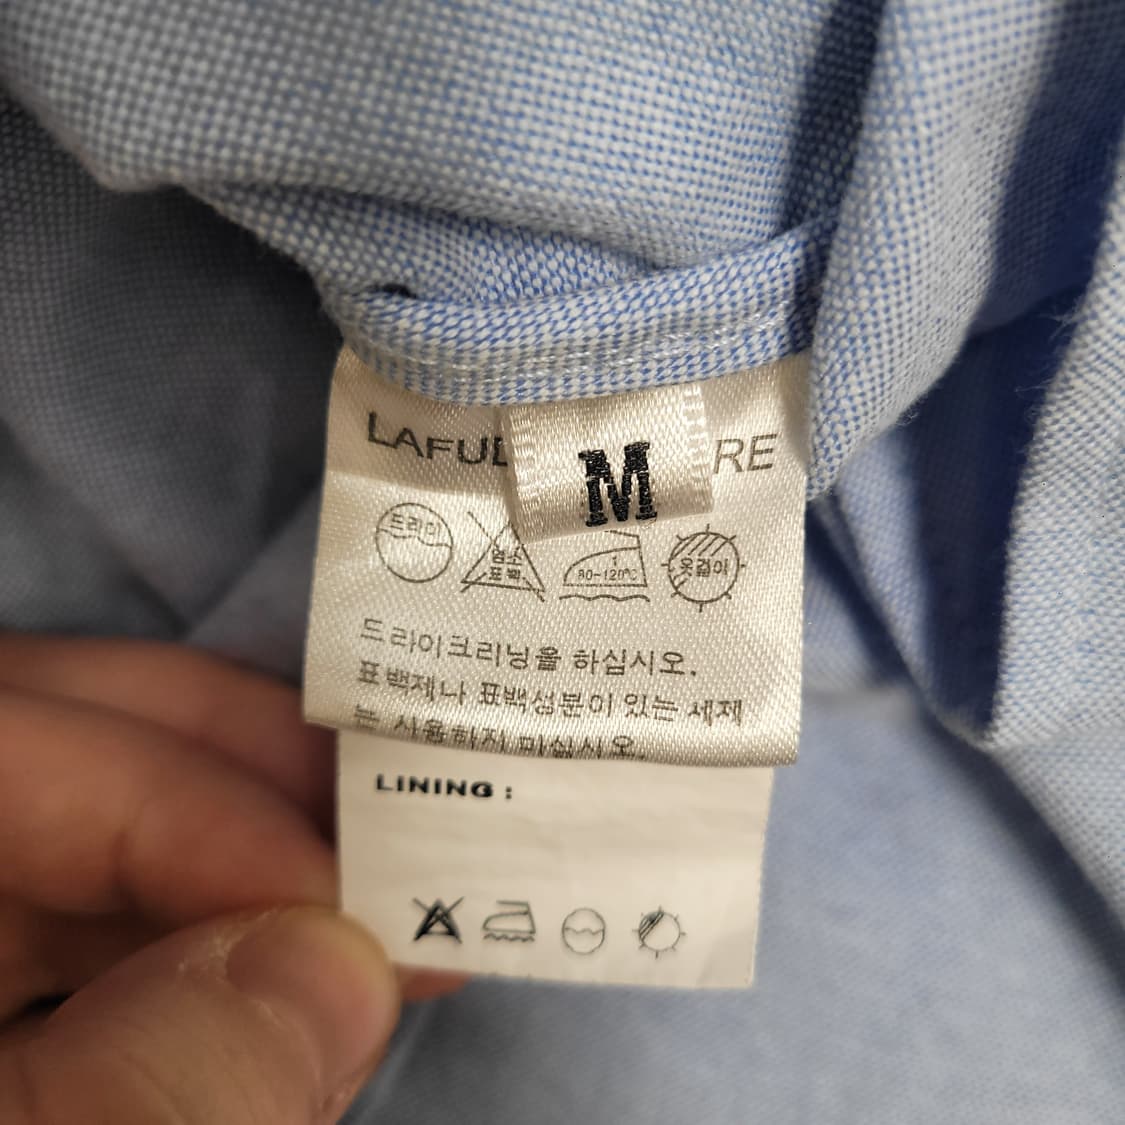 LAFUL RE
M
드라이
염소
표백
80-120℃
옷걸이
드라이크리닝을 하십시오.
표백제나 표백성분이 있는 세제
는 사용하지 마십시오.
LINING :